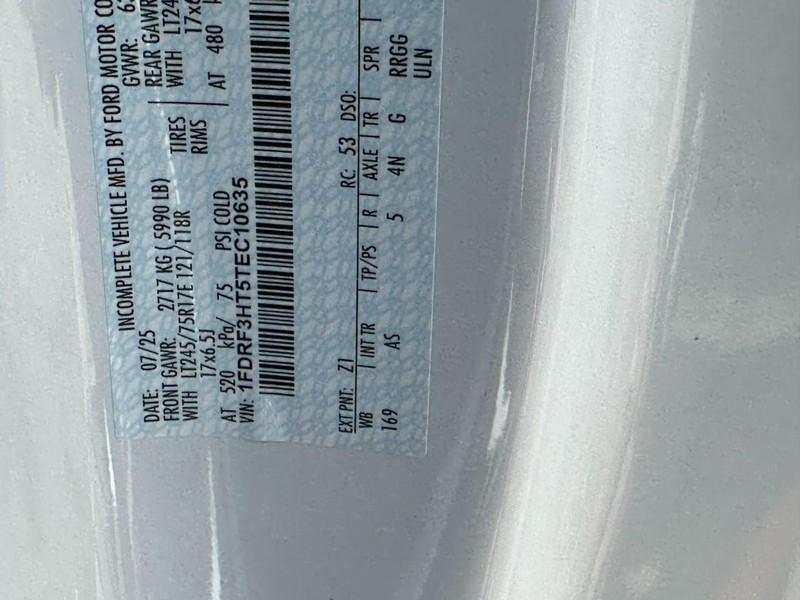 INCOMPLETE VEHICLE MFD. BY FORD MOTOR CO
DATE: 07/25 GVWR:
FRONT GAWR: 2717 KG ( 5990 LB) REAR GAWR
WITH LT245/75R17E 121/118R TIRES WITH LT245
17x6.5J RIMS 17x6
AT 520 kPa/ 75 PSI COLD AT 480
VIN: 1FDRF3HT5TEC10635
EXT PNT: Z1 RC: 53 DSO:
WB INT TR TP/PS R AXLE TR SPR
169 AS 5 4N G RRGG
ULN